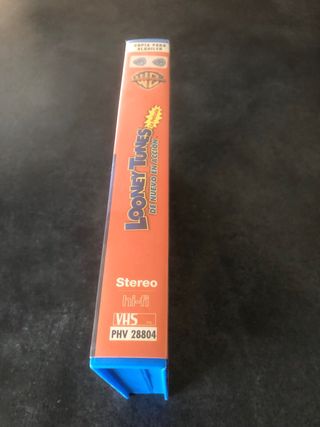 COPIA PARA
ALQUILER
WB
LOONEY TUNES
DE NUEVO EN ACCIÓN
Stereo
hi-fi
VHS
PHV 28804